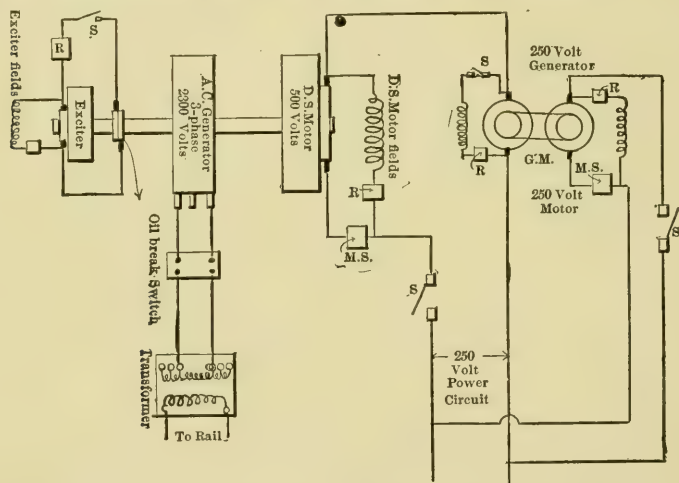 Exciter fields
R
S.
Exciter
A.C. Generator
3-Phase
2300 Volts
Oil break Switch
Transformer
To Rail
D.S. Motor
500 Volts
D.S. Motor fields
R
M.S.
S
250
Volt
Power
Circuit
S
R
250 Volt
Generator
R
G.M.
M.S.
250 Volt
Motor
S